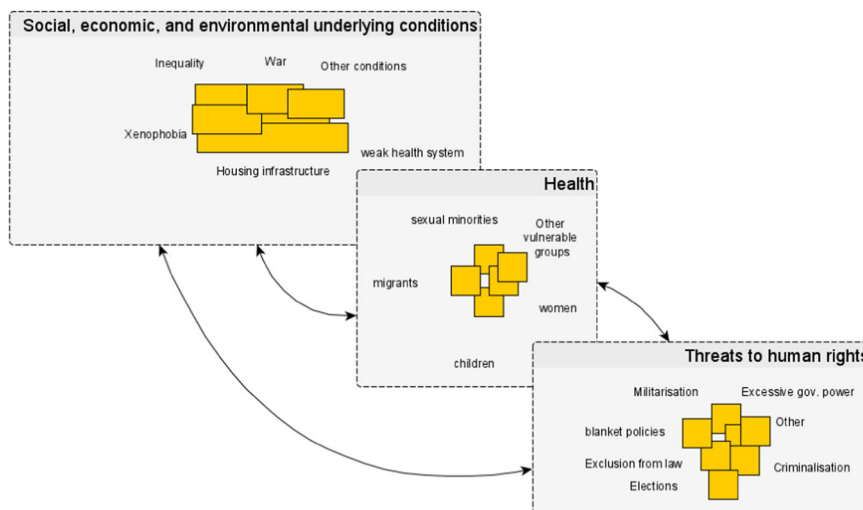 Social, economic, and environmental underlying conditions
Inequality
War
Other conditions
Xenophobia
weak health system
Housing infrastructure
Health
sexual minorities
Other
vulnerable
groups
migrants
women
children
Threats to human rights
Militarisation
Excessive gov. power
Other
blanket policies
Exclusion from law
Criminalisation
Elections